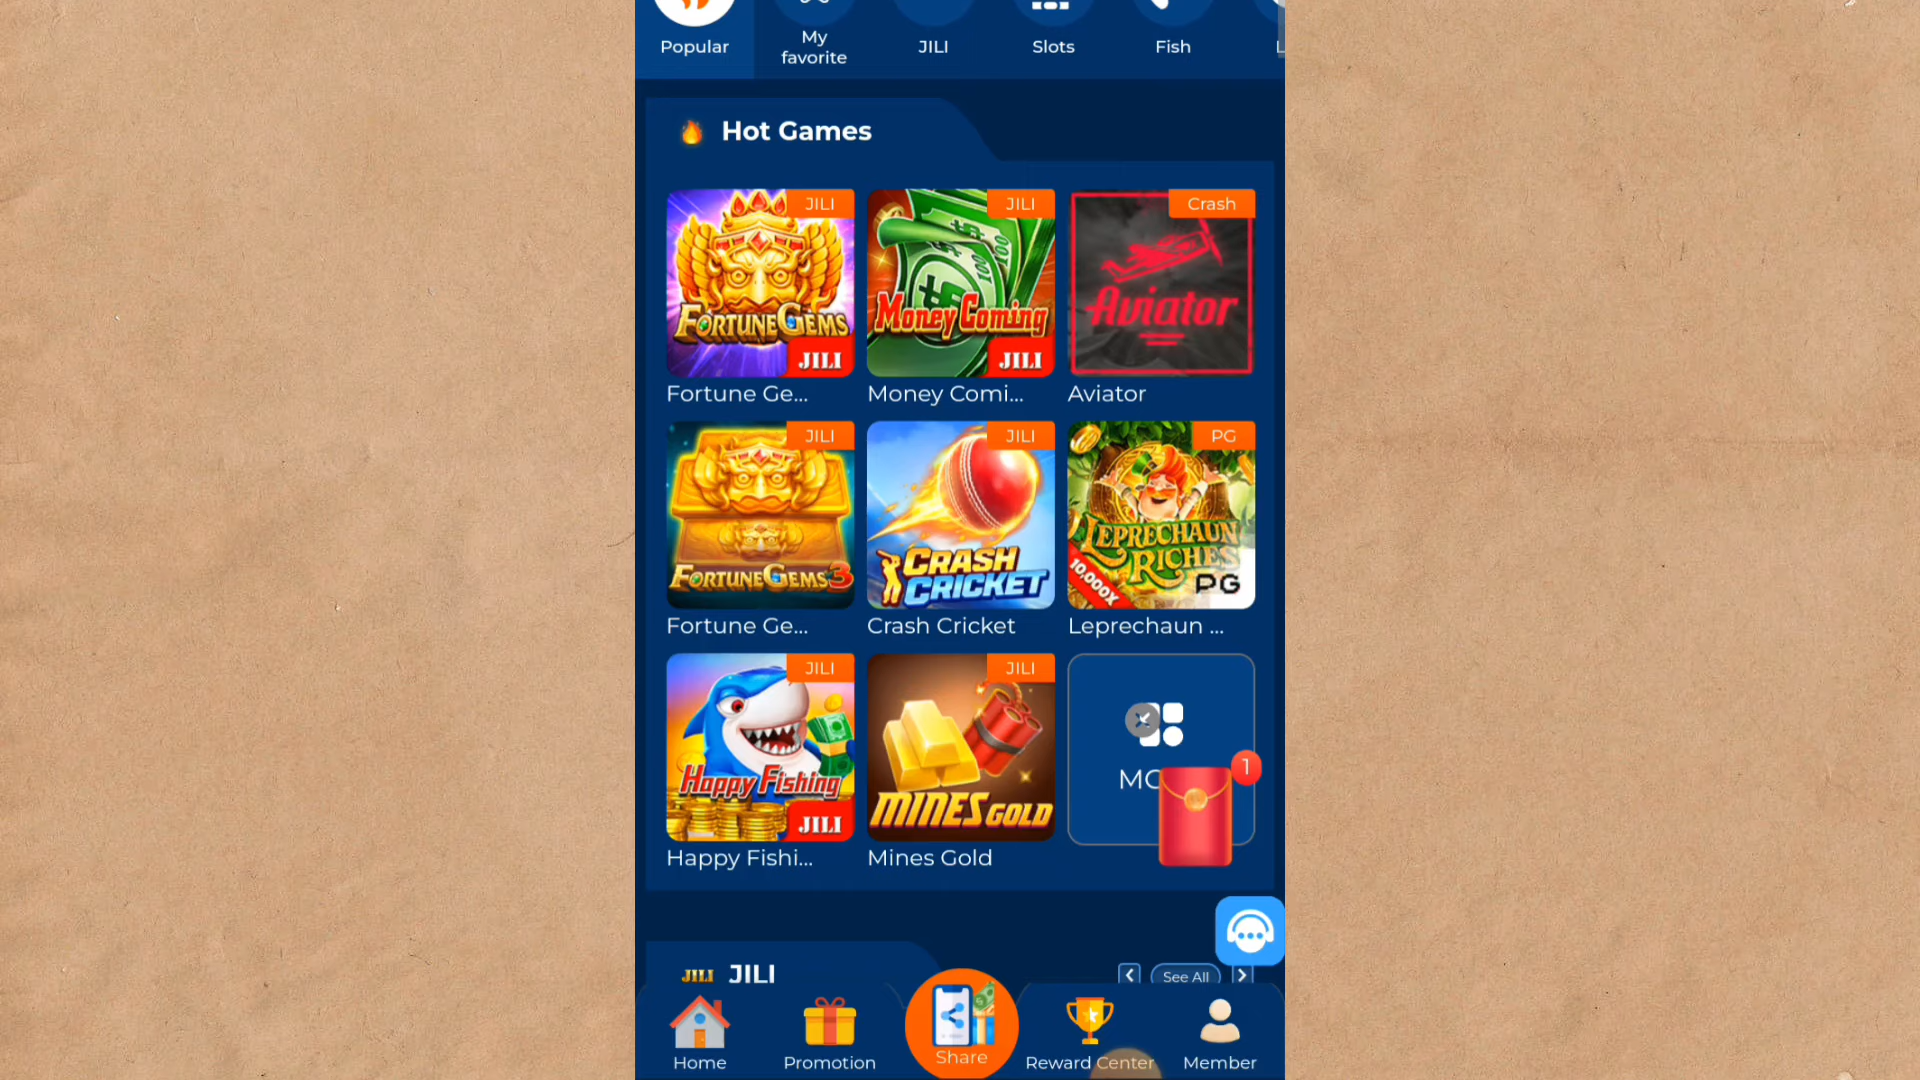 Popular
My
favorite
JILI
Slots
Fish
L
Hot Games
JILI
FORTUNE GEMS
JILI
Fortune Ge...
JILI
100
100
Money Coming
JILI
Money Comi...
Crash
Aviator
Aviator
JILI
FORTUNE GEMS 3
Fortune Ge...
JILI
CRASH
CRICKET
Crash Cricket
PG
LEPRECHAUN
RICHES
10,000X
PG
Leprechaun ...
JILI
Happy Fishing
JILI
Happy Fishi...
JILI
MINES GOLD
Mines Gold
MO
1
JILI JILI
< See All >
Home
Promotion
Share
Reward Center
Member